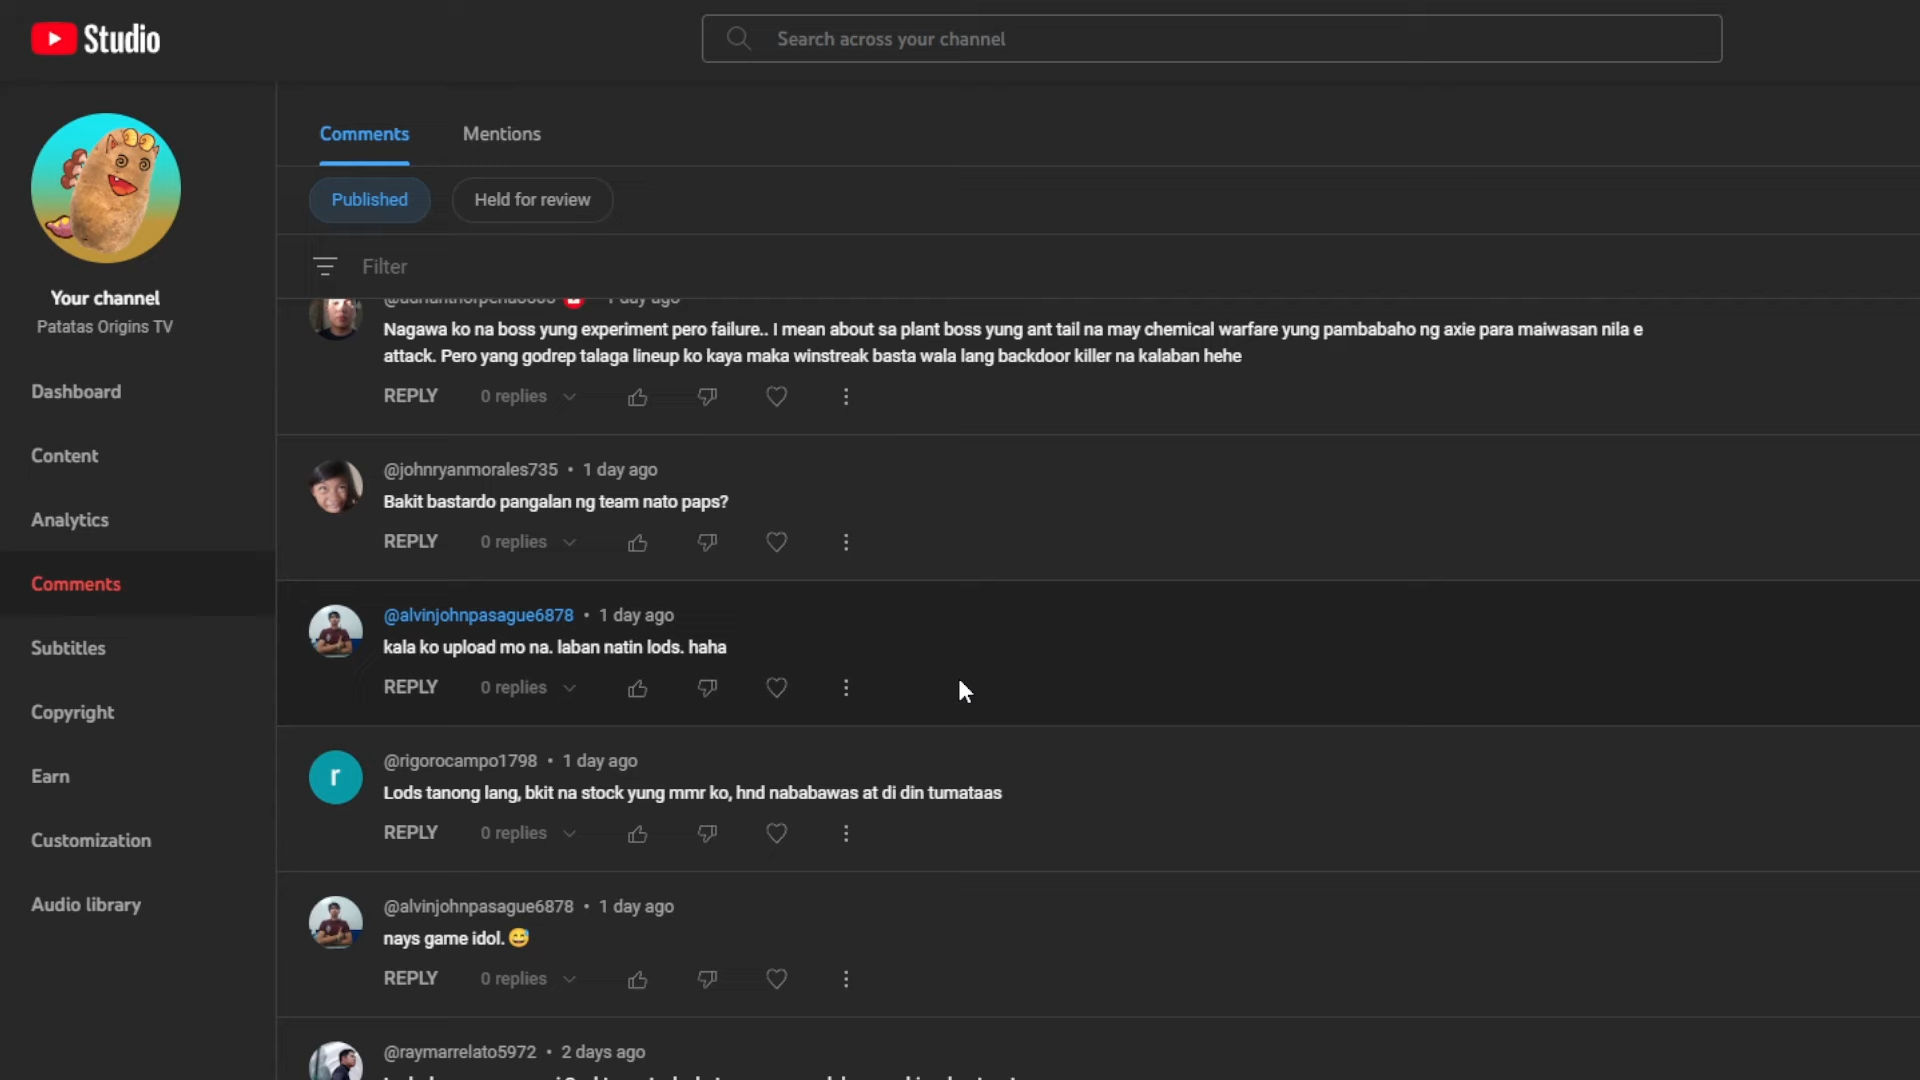 Studio
Search across your channel
Your channel
Patatas Origins TV
Dashboard
Content
Analytics
Comments
Subtitles
Copyright
Earn
Customization
Audio library
Comments Mentions
Published Held for review
Filter
1 day ago
Nagawa ko na boss yung experiment pero failure.. I mean about sa plant boss yung ant tail na may chemical warfare yung pambabaho ng axie para maiwasan nila e
attack. Pero yang godrep talaga lineup ko kaya maka winstreak basta wala lang backdoor killer na kalaban hehe
REPLY 0 replies
@johnryanmorales735 • 1 day ago
Bakit bastardo pangalan ng team nato paps?
REPLY 0 replies
@alvinjohnpasague6878 • 1 day ago
kala ko upload mo na. laban natin lods. haha
REPLY 0 replies
r
@rigorocampo1798 • 1 day ago
Lods tanong lang, bkit na stock yung mmr ko, hnd nababawas at di din tumataas
REPLY 0 replies
@alvinjohnpasague6878 • 1 day ago
nays game idol. 😅
REPLY 0 replies
@raymarrelato5972 • 2 days ago